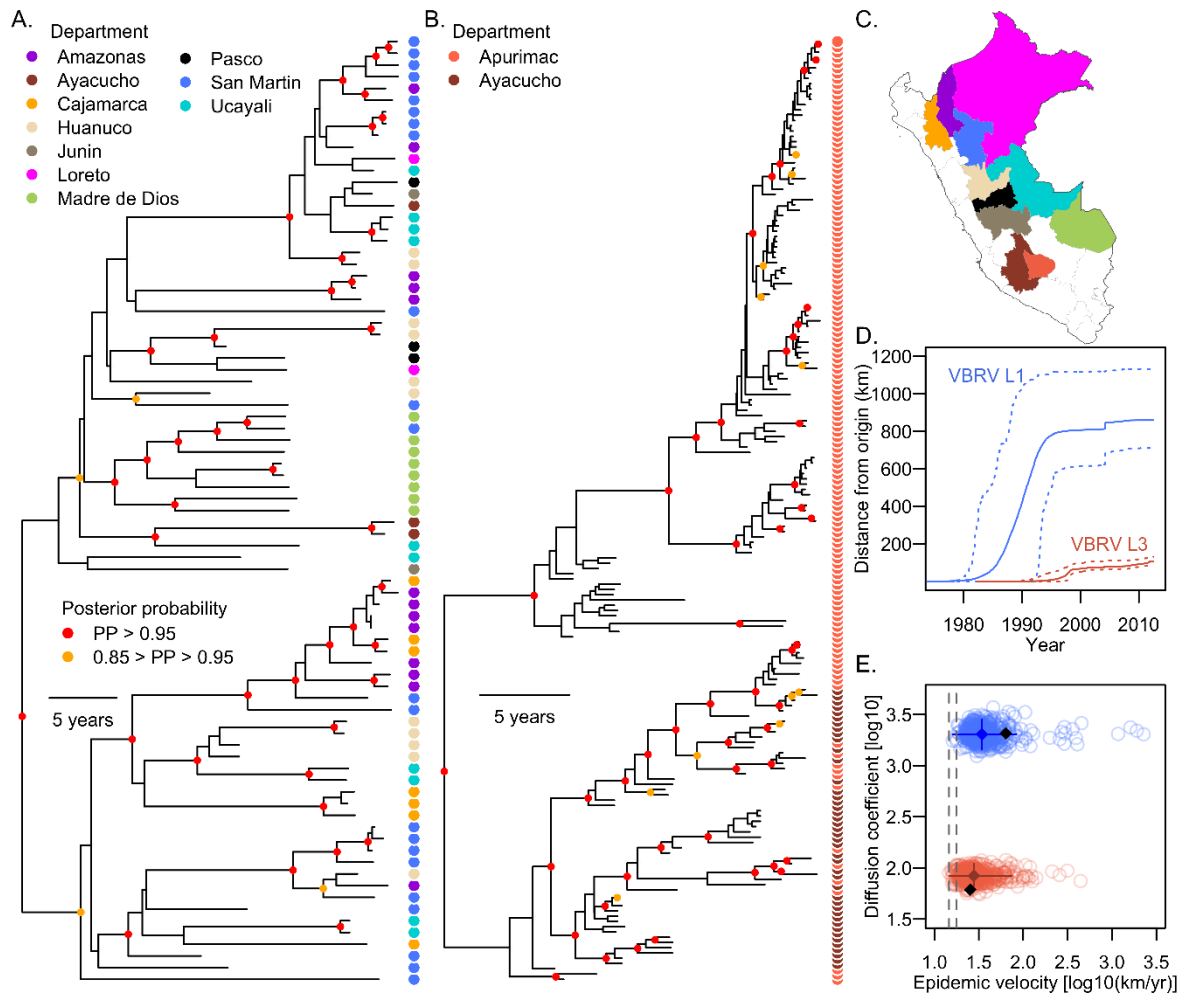 A.
Department
Amazonas
Ayacucho
Cajamarca
Huanuco
Junin
Loreto
Madre de Dios
Pasco
San Martin
Ucayali
Posterior probability
PP > 0.95
0.85 > PP > 0.95
5 years
B.
Department
Apurimac
Ayacucho
5 years
C.
D.
Distance from origin (km)
1200
1000
800
600
400
200
VBRV L1
VBRV L3
1980 1990 2000 2010
Year
E.
Diffusion coefficient [log10]
3.5
3.0
2.5
2.0
1.5
1.0 1.5 2.0 2.5 3.0 3.5
Epidemic velocity [log10(km/yr)]